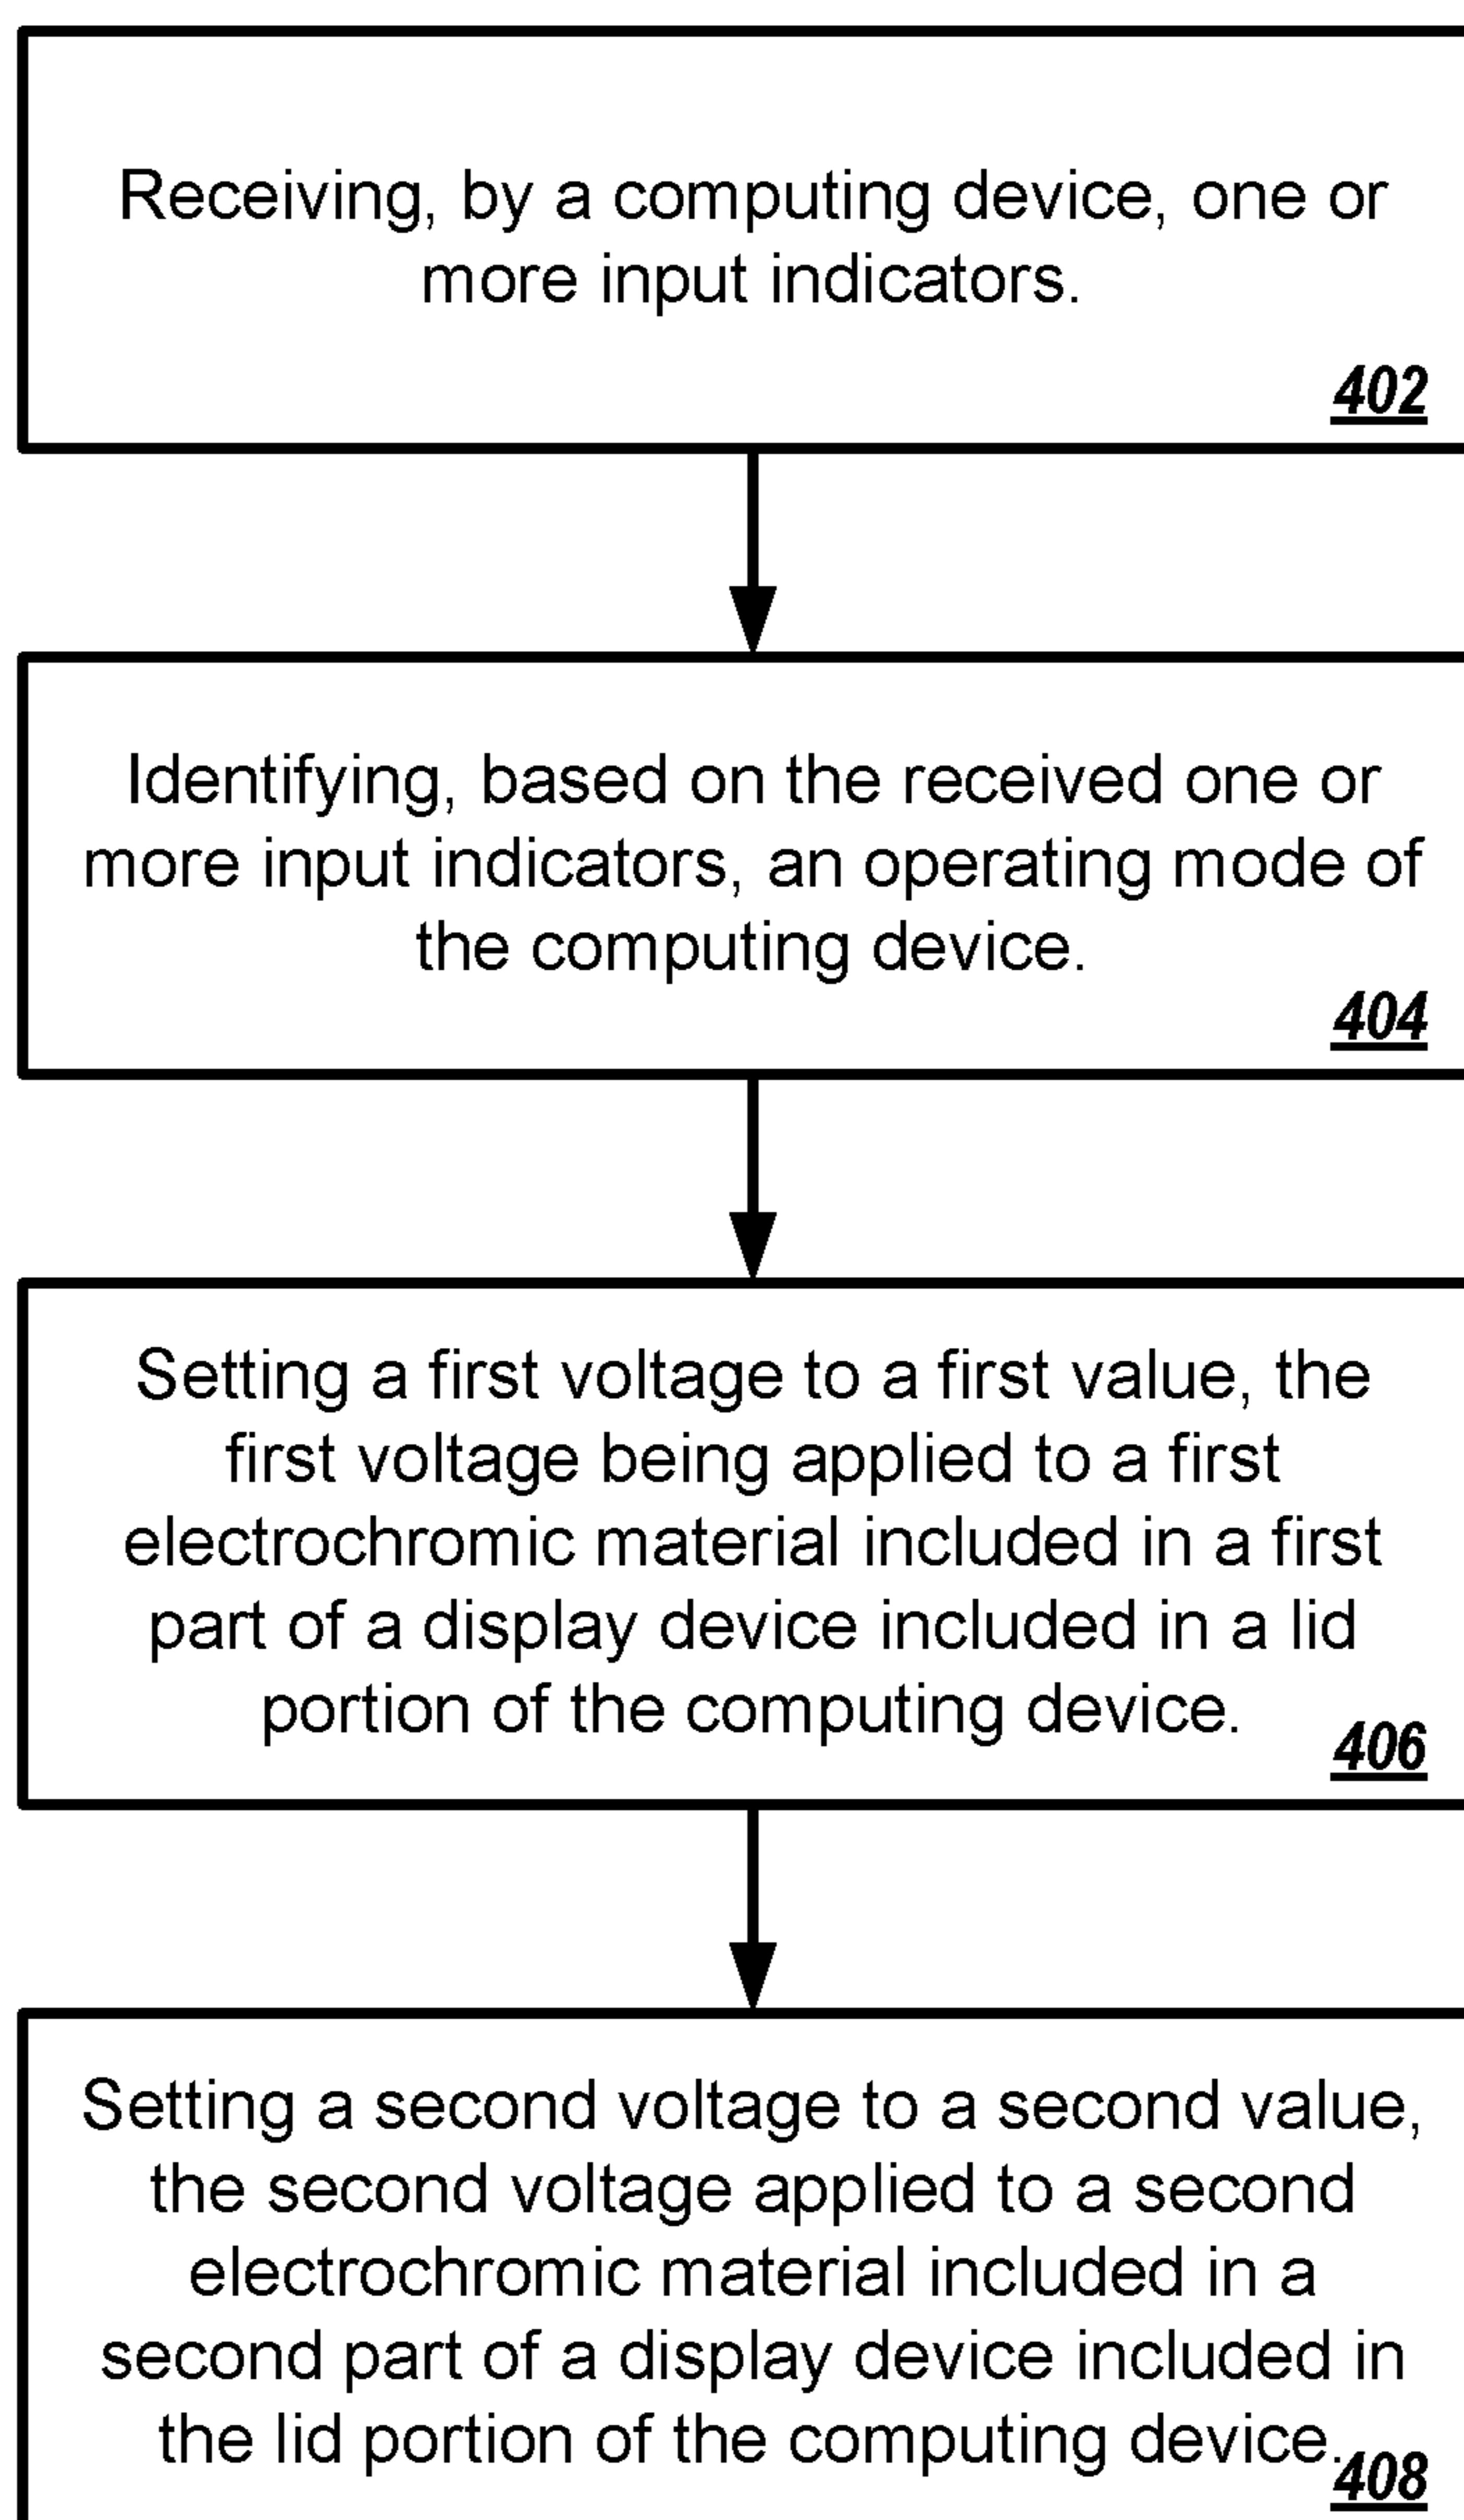 Receiving, by a computing device, one or
more input indicators.
402
Identifying, based on the received one or
more input indicators, an operating mode of
the computing device.
404
Setting a first voltage to a first value, the
first voltage being applied to a first
electrochromic material included in a first
part of a display device included in a lid
portion of the computing device.
406
Setting a second voltage to a second value,
the second voltage applied to a second
electrochromic material included in a
second part of a display device included in
the lid portion of the computing device.
408